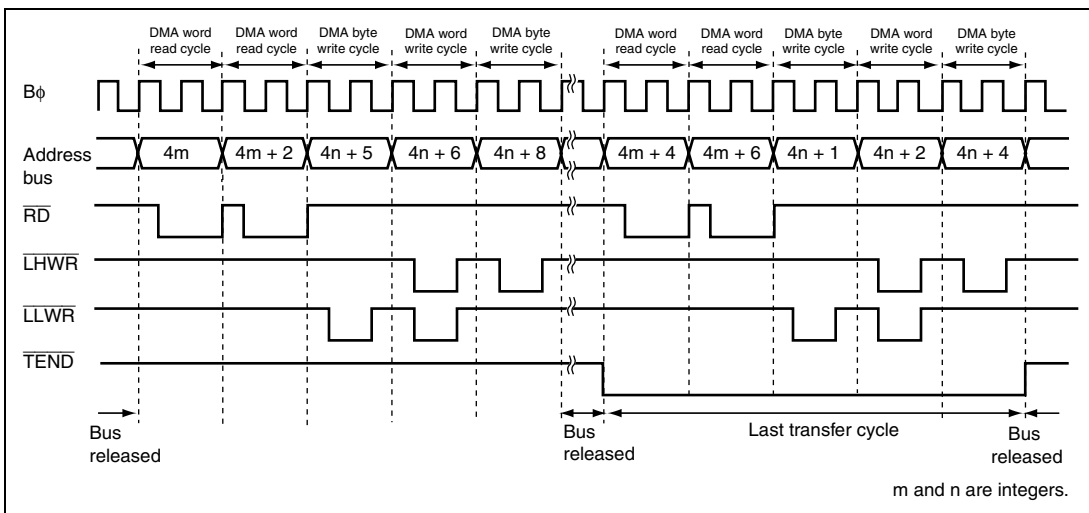 DMA word read cycle
DMA word read cycle
DMA byte write cycle
DMA word write cycle
DMA byte write cycle
DMA word read cycle
DMA word read cycle
DMA byte write cycle
DMA word write cycle
DMA byte write cycle
Bϕ
Address bus
4m
4m + 2
4n + 5
4n + 6
4n + 8
4m + 4
4m + 6
4n + 1
4n + 2
4n + 4
RD
LHWR
LLWR
TEND
Bus released
Bus released
Last transfer cycle
Bus released
m and n are integers.